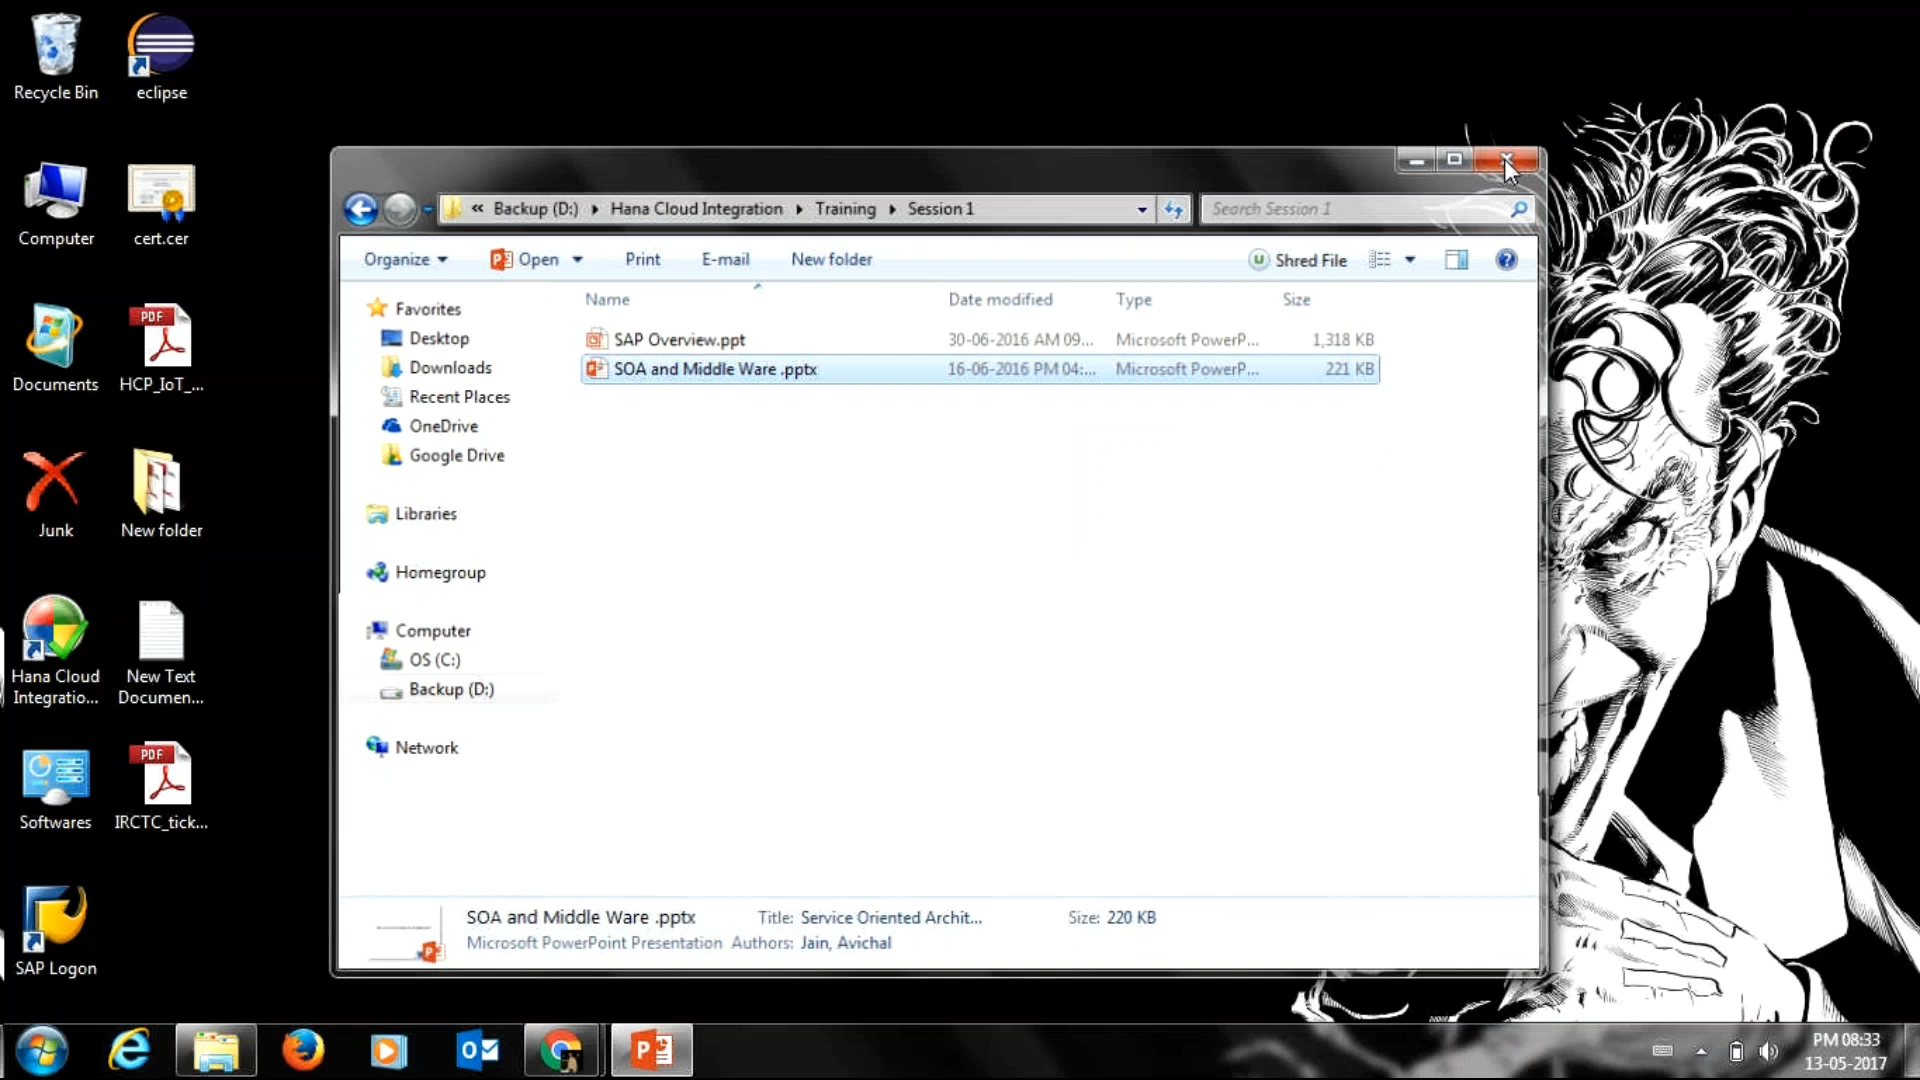 Recycle Bin
eclipse
Computer
cert.cer
Documents
HCP_IoT_...
Junk
New folder
Hana Cloud
Integratio...
New Text
Documen...
Softwares
IRCTC_tick...
SAP Logon
« Backup (D:) Hana Cloud Integration Training Session 1
Search Session 1
Organize Open Print E-mail New folder Shred File
Favorites
Desktop
Downloads
Recent Places
OneDrive
Google Drive
Libraries
Homegroup
Computer
OS (C:)
Backup (D:)
Network
Name Date modified Type Size
SAP Overview.ppt 30-06-2016 AM 09... Microsoft PowerP... 1,318 KB
SOA and Middle Ware .pptx 16-06-2016 PM 04:... Microsoft PowerP... 221 KB
SOA and Middle Ware .pptx Title: Service Oriented Archit... Size: 220 KB
Microsoft PowerPoint Presentation Authors: Jain, Avichal
PM 08:33
13-05-2017